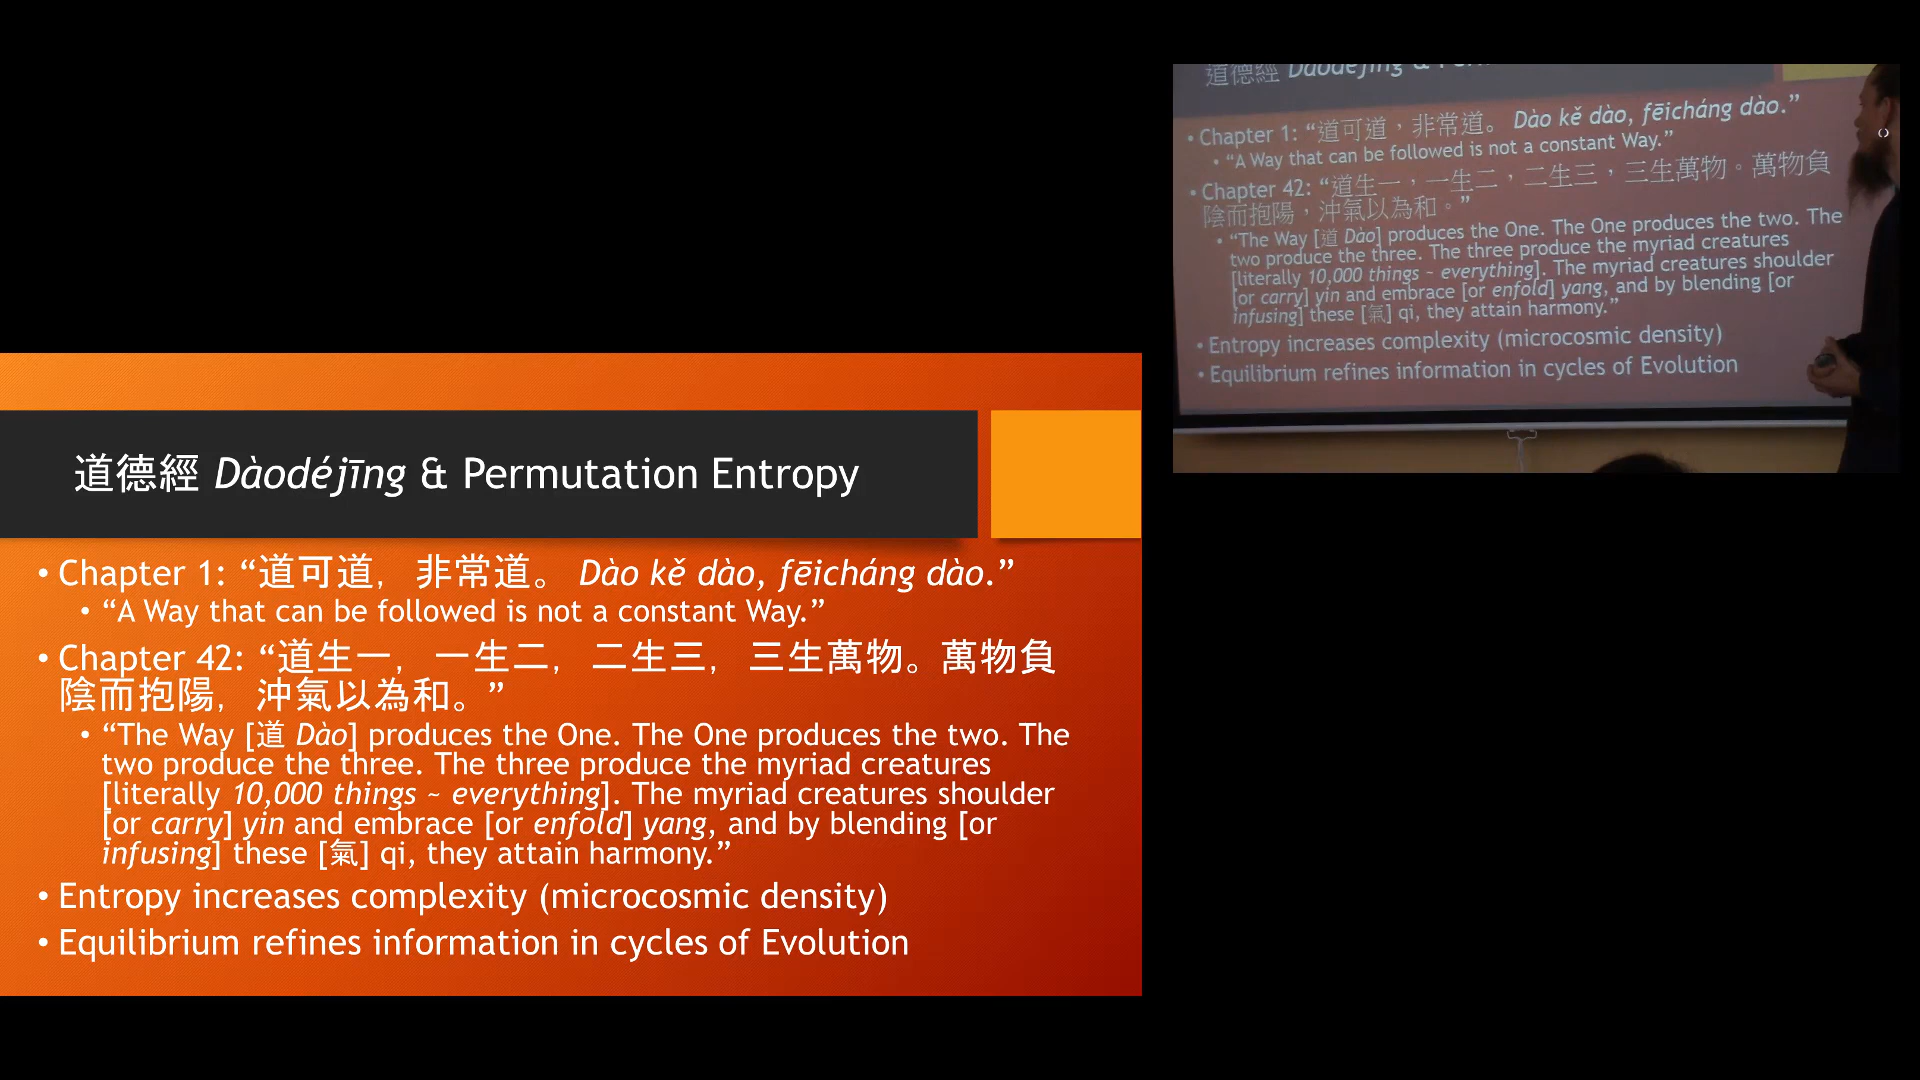 道德經 Dàodéjīng & Permutation Entropy
• Chapter 1: “道可道，非常道。 Dào kě dào, fēicháng dào.”
• “A Way that can be followed is not a constant Way.”
• Chapter 42: “道生一，一生二，二生三，三生萬物。萬物負
陰而抱陽，沖氣以為和。”
• “The Way [道 Dào] produces the One. The One produces the two. The
two produce the three. The three produce the myriad creatures
[literally 10,000 things ~ everything]. The myriad creatures shoulder
[or carry] yin and embrace [or enfold] yang, and by blending [or
infusing] these [氣] qi, they attain harmony.”
• Entropy increases complexity (microcosmic density)
• Equilibrium refines information in cycles of Evolution
道德經 Dàodéjīng &
• Chapter 1: “道可道，非常道。 Dào kě dào, fēicháng dào.”
• “A Way that can be followed is not a constant Way.”
• Chapter 42: “道生一，一生二，二生三，三生萬物。萬物負
陰而抱陽，沖氣以為和。”
• “The Way [道 Dào] produces the One. The One produces the two. The
two produce the three. The three produce the myriad creatures
[literally 10,000 things ~ everything]. The myriad creatures shoulder
[or carry] yin and embrace [or enfold] yang, and by blending [or
infusing] these [氣] qi, they attain harmony.”
• Entropy increases complexity (microcosmic density)
• Equilibrium refines information in cycles of Evolution